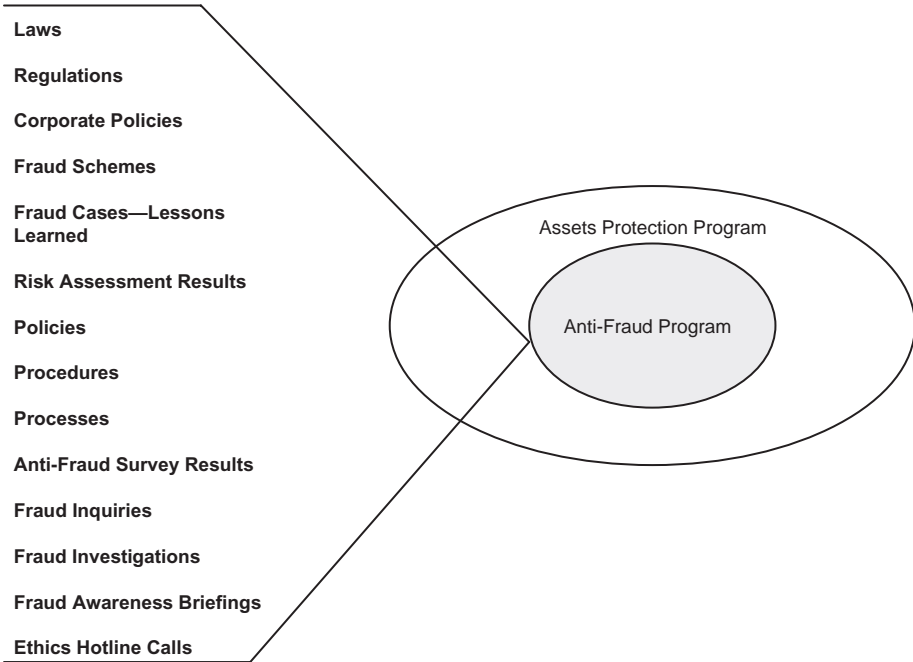 Laws
Regulations
Corporate Policies
Fraud Schemes
Fraud Cases—Lessons
Learned
Risk Assessment Results
Policies
Procedures
Processes
Anti-Fraud Survey Results
Fraud Inquiries
Fraud Investigations
Fraud Awareness Briefings
Ethics Hotline Calls
Assets Protection Program
Anti-Fraud Program